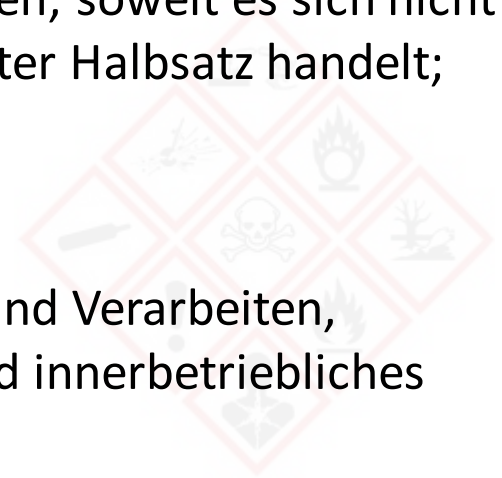 en, soweit es sich nicht
ter Halbsatz handelt;
nd Verarbeiten,
d innerbetriebliches